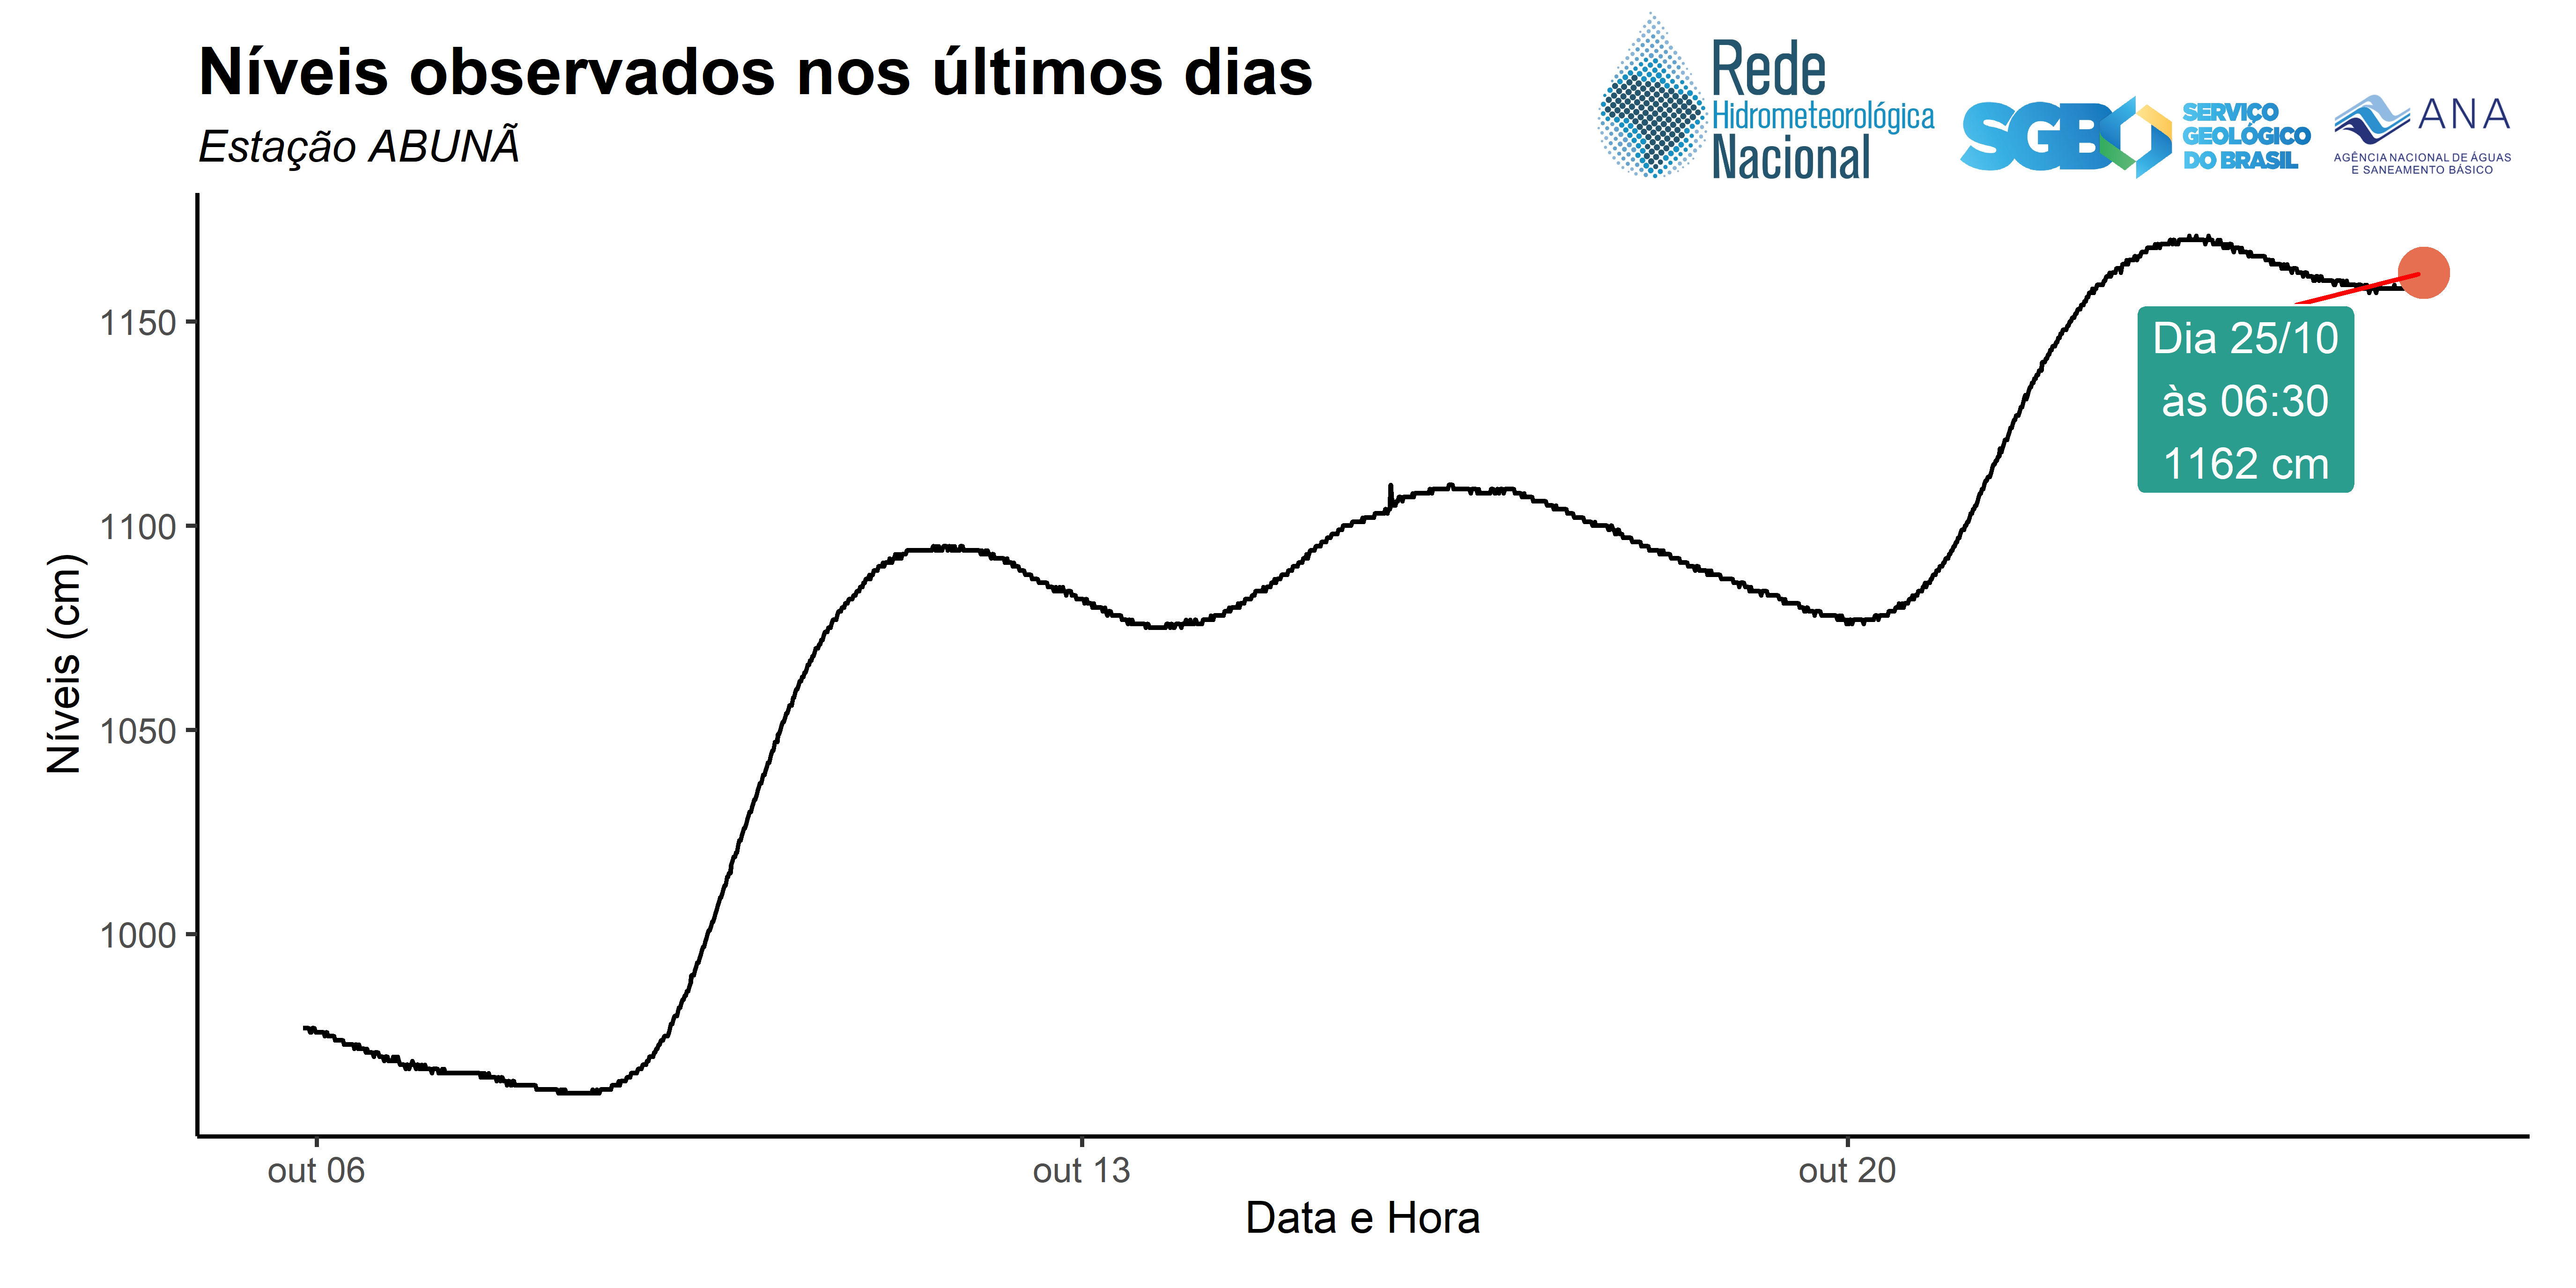 Níveis observados nos últimos dias
Estação ABUNÃ
Rede
Hidrometeorológica
Nacional
SGB
SERVIÇO
GEOLÓGICO
DO BRASIL
ANA
AGÊNCIA NACIONAL DE ÁGUAS
E SANEAMENTO BÁSICO
Níveis (cm)
1150
1100
1050
1000
Dia 25/10
às 06:30
1162 cm
out 06
out 13
out 20
Data e Hora